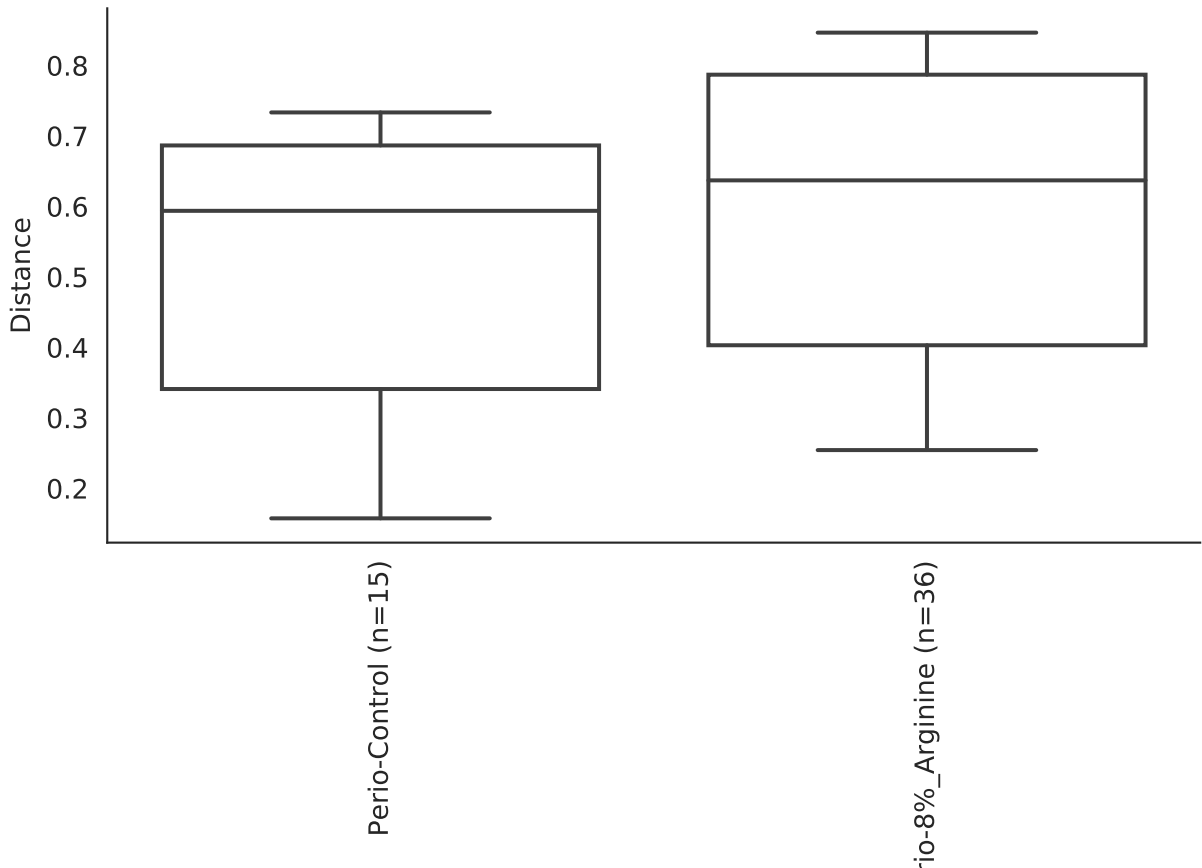 0.8
0.7
0.6
0.5
0.4
0.3
0.2
Distance
Perio-Control (n=15)
rio-8%_Arginine (n=36)